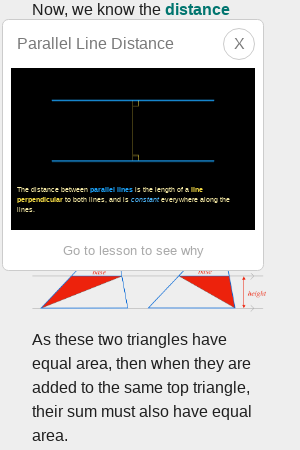 Now, we know the distance
Parallel Line Distance
X
The distance between parallel lines is the length of a line
perpendicular to both lines, and is constant everywhere along the
lines.
Go to lesson to see why
base
base
height
As these two triangles have
equal area, then when they are
added to the same top triangle,
their sum must also have equal
area.